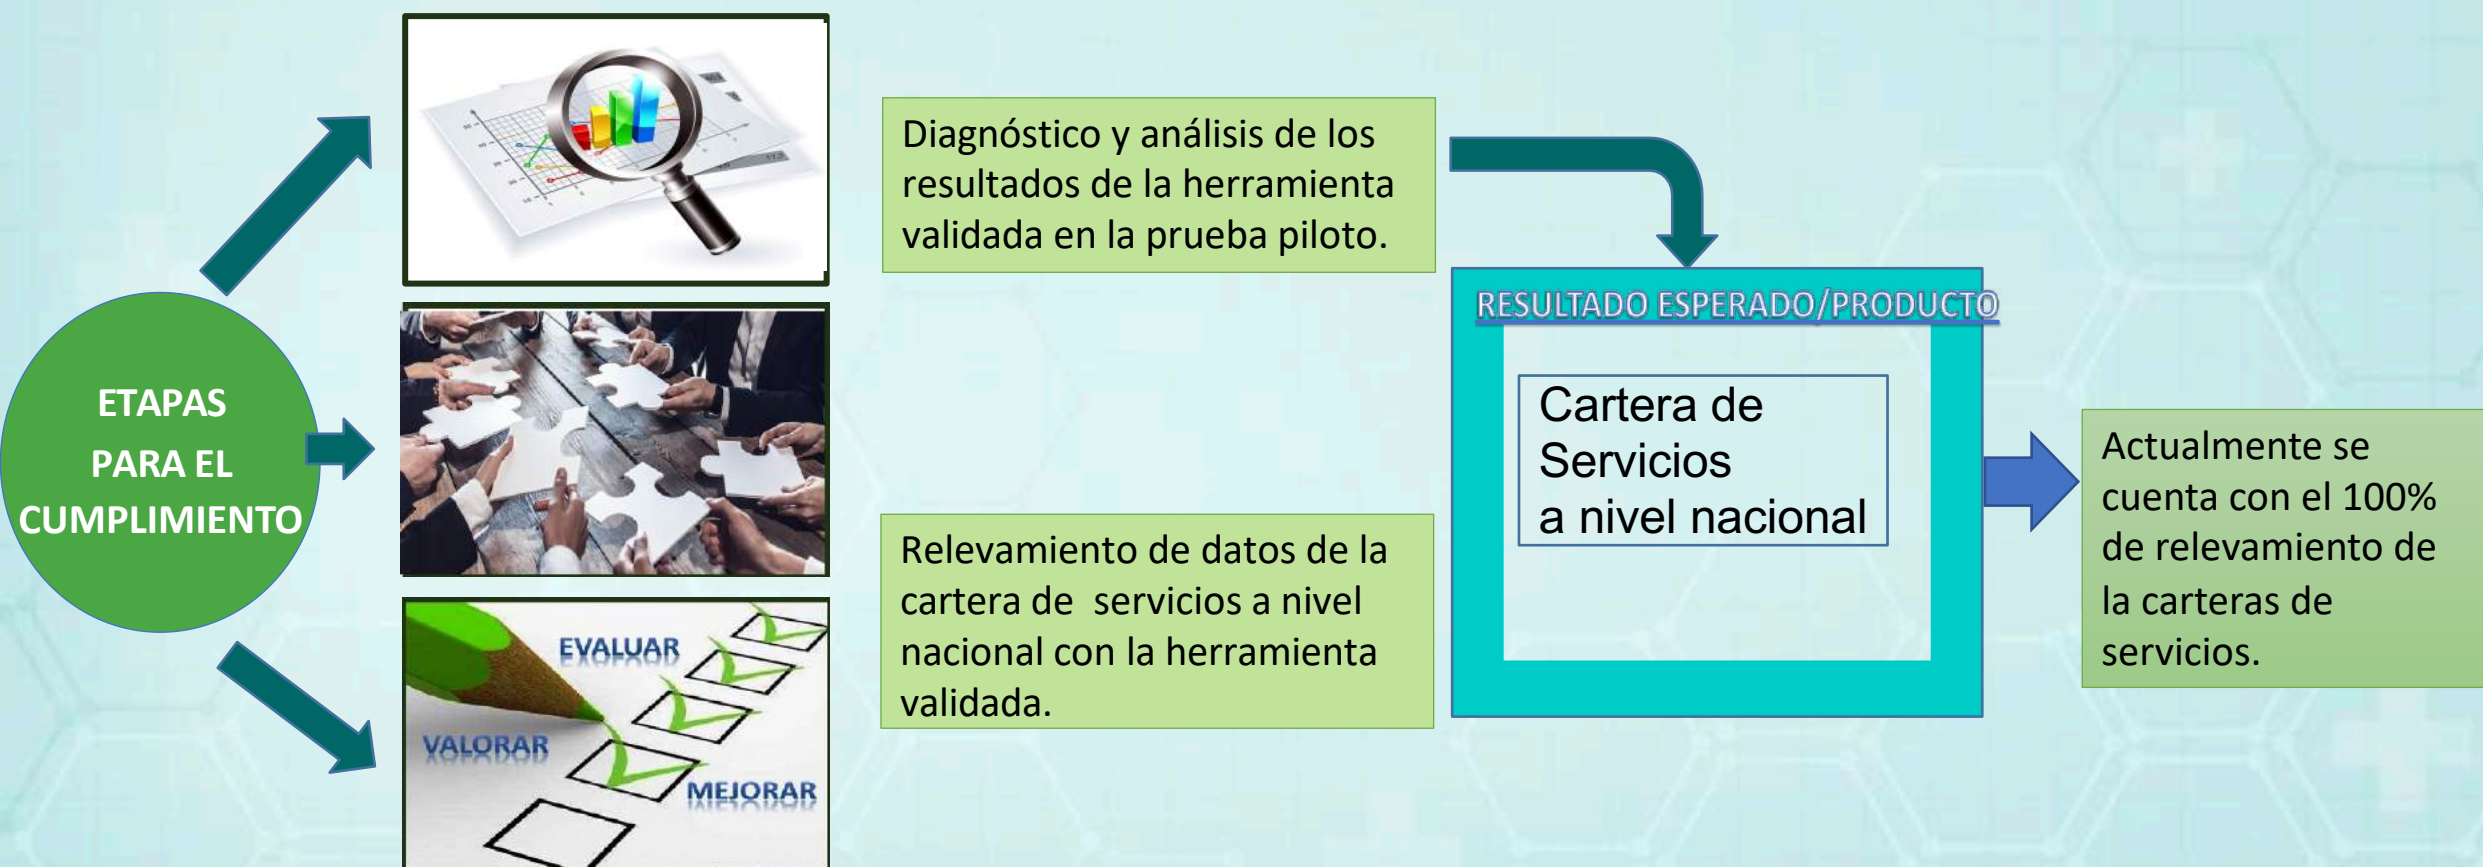 ETAPAS
PARA EL
CUMPLIMIENTO
EVALUAR
VALORAR
MEJORAR
Diagnóstico y análisis de los
resultados de la herramienta
validada en la prueba piloto.
Relevamiento de datos de la
cartera de  servicios a nivel
nacional con la herramienta
validada.
RESULTADO ESPERADO/PRODUCTO
Cartera de
Servicios
a nivel nacional
Actualmente se
cuenta con el 100%
de relevamiento de
la carteras de
servicios.